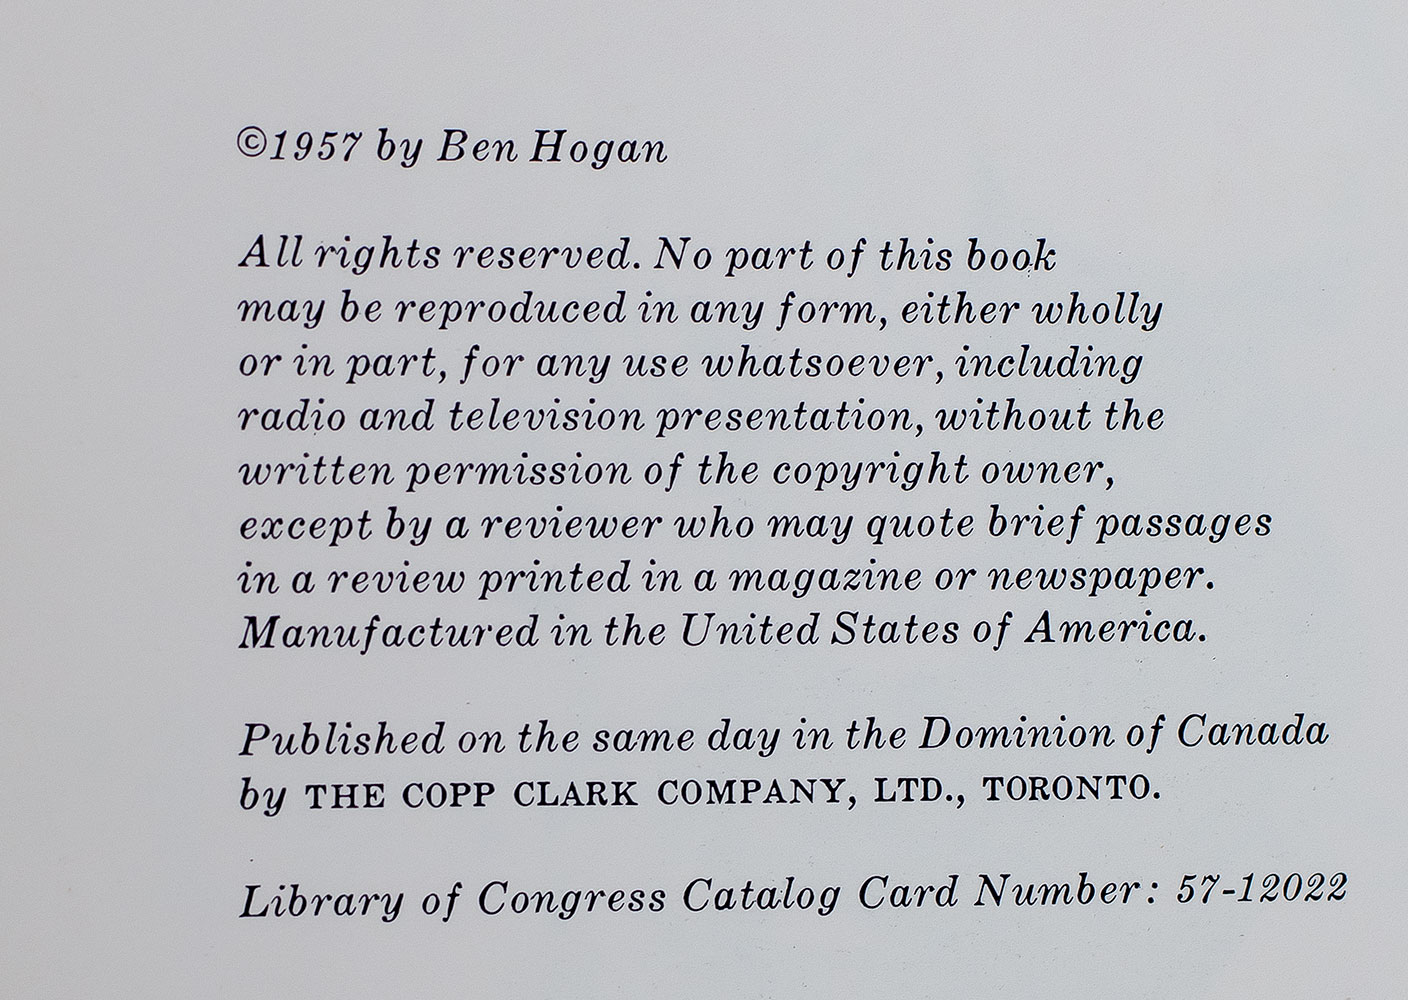 ©1957 by Ben Hogan
All rights reserved. No part of this book
may be reproduced in any form, either wholly
or in part, for any use whatsoever, including
radio and television presentation, without the
written permission of the copyright owner,
except by a reviewer who may quote brief passages
in a review printed in a magazine or newspaper.
Manufactured in the United States of America.
Published on the same day in the Dominion of Canada
by THE COPP CLARK COMPANY, LTD., TORONTO.
Library of Congress Catalog Card Number: 57-12022